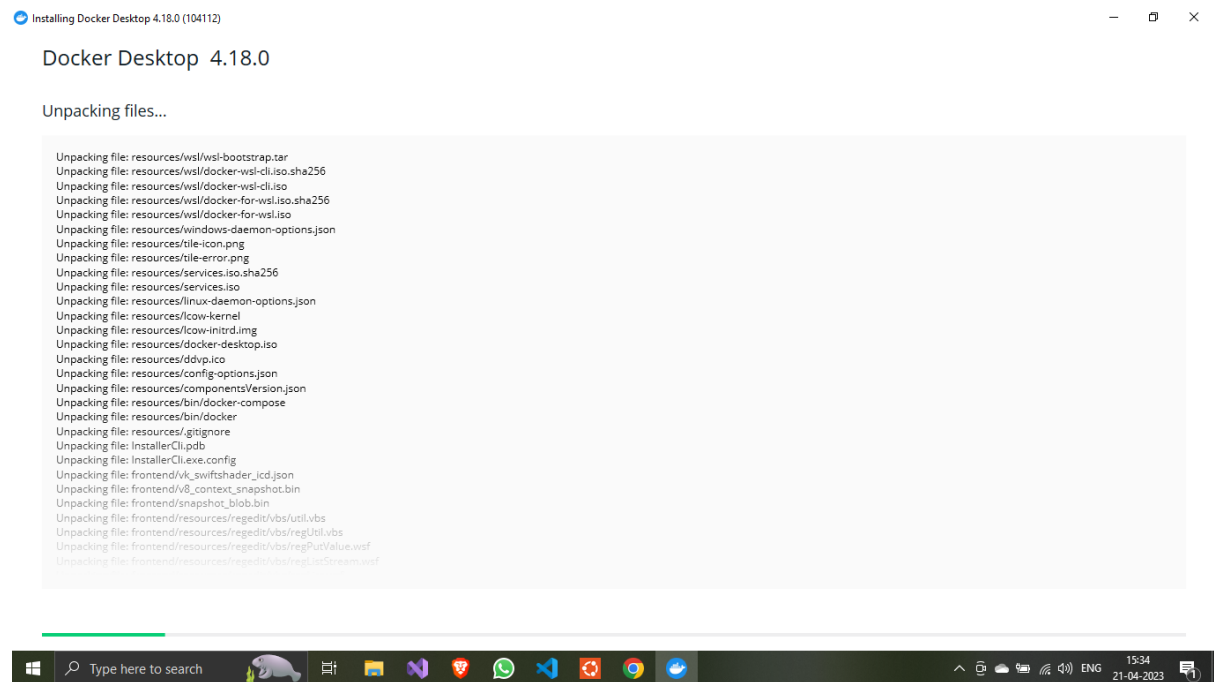 Installing Docker Desktop 4.18.0 (104112)
Docker Desktop 4.18.0
Unpacking files...
Unpacking file: resources/wsl/wsl-bootstrap.tar
Unpacking file: resources/wsl/docker-wsl-cli.iso.sha256
Unpacking file: resources/wsl/docker-wsl-cli.iso
Unpacking file: resources/wsl/docker-for-wsl.iso.sha256
Unpacking file: resources/wsl/docker-for-wsl.iso
Unpacking file: resources/windows-daemon-options.json
Unpacking file: resources/tile-icon.png
Unpacking file: resources/tile-error.png
Unpacking file: resources/services.iso.sha256
Unpacking file: resources/services.iso
Unpacking file: resources/linux-daemon-options.json
Unpacking file: resources/lcow-kernel
Unpacking file: resources/lcow-initrd.img
Unpacking file: resources/docker-desktop.iso
Unpacking file: resources/ddvp.ico
Unpacking file: resources/config-options.json
Unpacking file: resources/componentsVersion.json
Unpacking file: resources/bin/docker-compose
Unpacking file: resources/bin/docker
Unpacking file: resources/.gitignore
Unpacking file: InstallerCli.pdb
Unpacking file: InstallerCli.exe.config
Unpacking file: frontend/vk_swiftshader_icd.json
Unpacking file: frontend/v8_context_snapshot.bin
Unpacking file: frontend/snapshot_blob.bin
Unpacking file: frontend/resources/regedit/vbs/util.vbs
Unpacking file: frontend/resources/regedit/vbs/regUtil.vbs
Unpacking file: frontend/resources/regedit/vbs/regPutValue.wsf
Unpacking file: frontend/resources/regedit/vbs/regListStream.wsf
Type here to search
ENG
15:34
21-04-2023
1